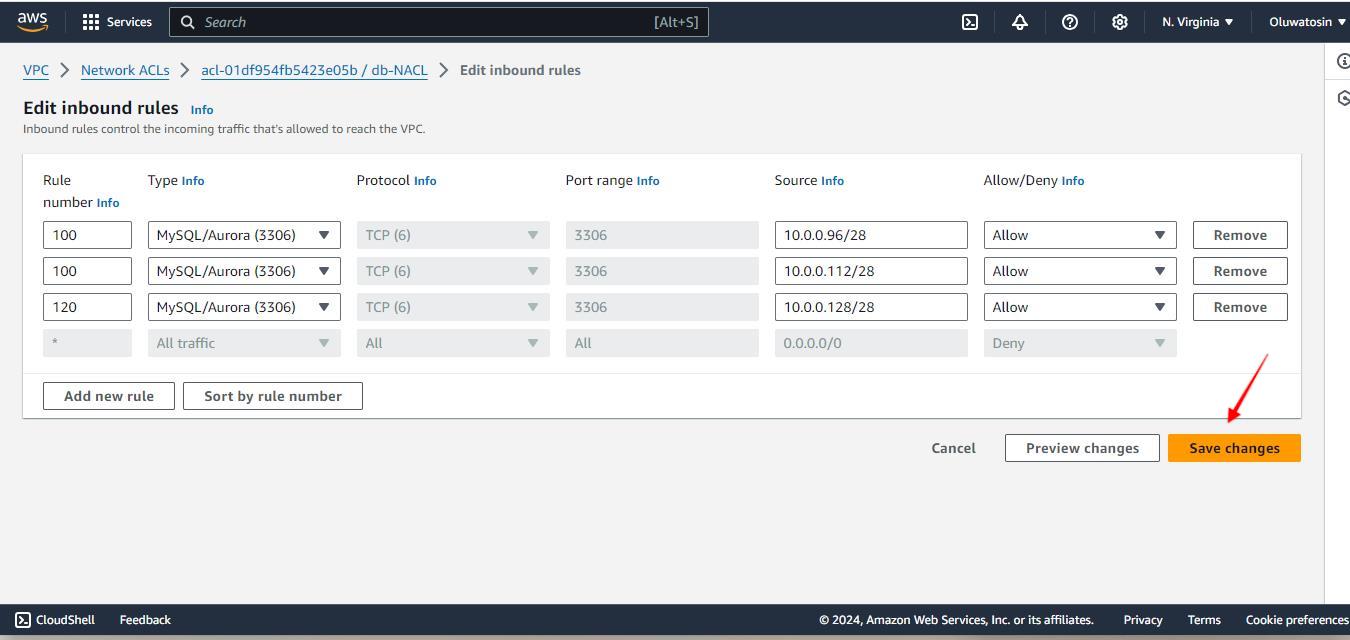 aws
Services
Search
[Alt+S]
N. Virginia
Oluwatosin
VPC
Network ACLs
acl-01df954fb5423e05b / db-NACL
Edit inbound rules
Edit inbound rules Info
Inbound rules control the incoming traffic that's allowed to reach the VPC.
Rule number Info
Type Info
Protocol Info
Port range Info
Source Info
Allow/Deny Info
100 MySQL/Aurora (3306) TCP (6) 3306 10.0.0.96/28 Allow Remove
100 MySQL/Aurora (3306) TCP (6) 3306 10.0.0.112/28 Allow Remove
120 MySQL/Aurora (3306) TCP (6) 3306 10.0.0.128/28 Allow Remove
* All traffic All All 0.0.0.0/0 Deny
Add new rule
Sort by rule number
Cancel
Preview changes
Save changes
CloudShell
Feedback
© 2024, Amazon Web Services, Inc. or its affiliates.
Privacy
Terms
Cookie preferences